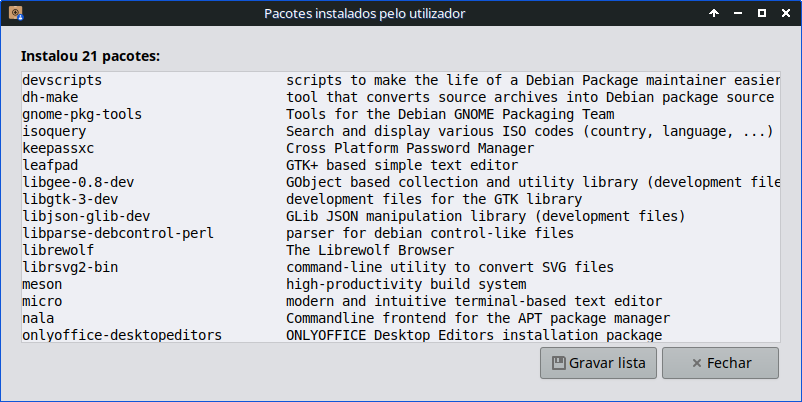 Pacotes instalados pelo utilizador
Instalou 21 pacotes:
devscripts scripts to make the life of a Debian Package maintainer easier
dh-make tool that converts source archives into Debian package source
gnome-pkg-tools Tools for the Debian GNOME Packaging Team
isoquery Search and display various ISO codes (country, language, ...)
keepassxc Cross Platform Password Manager
leafpad GTK+ based simple text editor
libgee-0.8-dev GObject based collection and utility library (development file
libgtk-3-dev development files for the GTK library
libjson-glib-dev GLib JSON manipulation library (development files)
libparse-debcontrol-perl parser for debian control-like files
librewolf The Librewolf Browser
librsvg2-bin command-line utility to convert SVG files
meson high-productivity build system
micro modern and intuitive terminal-based text editor
nala Commandline frontend for the APT package manager
onlyoffice-desktopeditors ONLYOFFICE Desktop Editors installation package
Gravar lista
Fechar